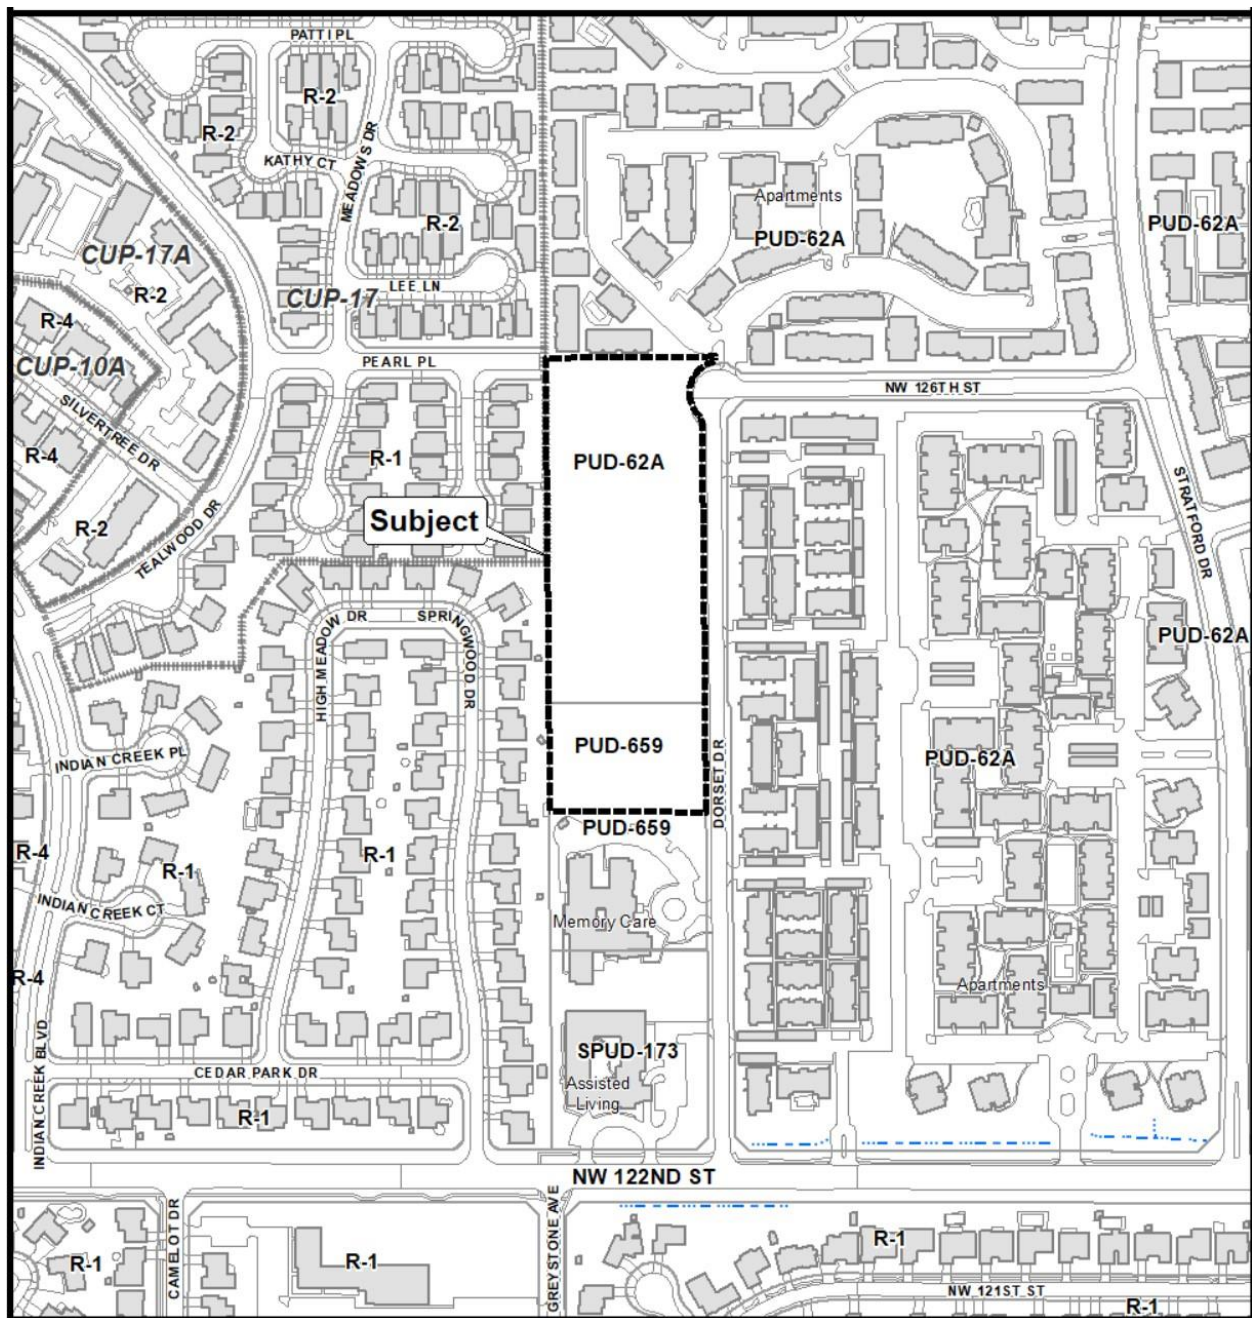 PATTI PL
R-2
R-2
KATHY CT
MEADOWS DR
R-2
Apartments
PUD-62A
PUD-62A
CUP-17A
R-2
CUP-17
LEE LN
R-4
CUP-10A
PEARL PL
NW 126TH ST
SILVERTREE DR
R-4
R-1
PUD-62A
Subject
R-2
TEALWOOD DR
STRATFORD DR
HIGH MEADOW DR
SPRINGWOOD DR
PUD-62A
INDIAN CREEK PL
PUD-659
DORSET DR
PUD-62A
PUD-659
R-4
R-1
R-1
INDIAN CREEK CT
Memory Care
R-4
Apartments
INDIAN CREEK BLVD
SPUD-173
CEDAR PARK DR
Assisted
Living
R-1
NW 122ND ST
CAMELOT DR
GREYSTONE AVE
R-1
R-1
R-1
NW 121ST ST
R-1